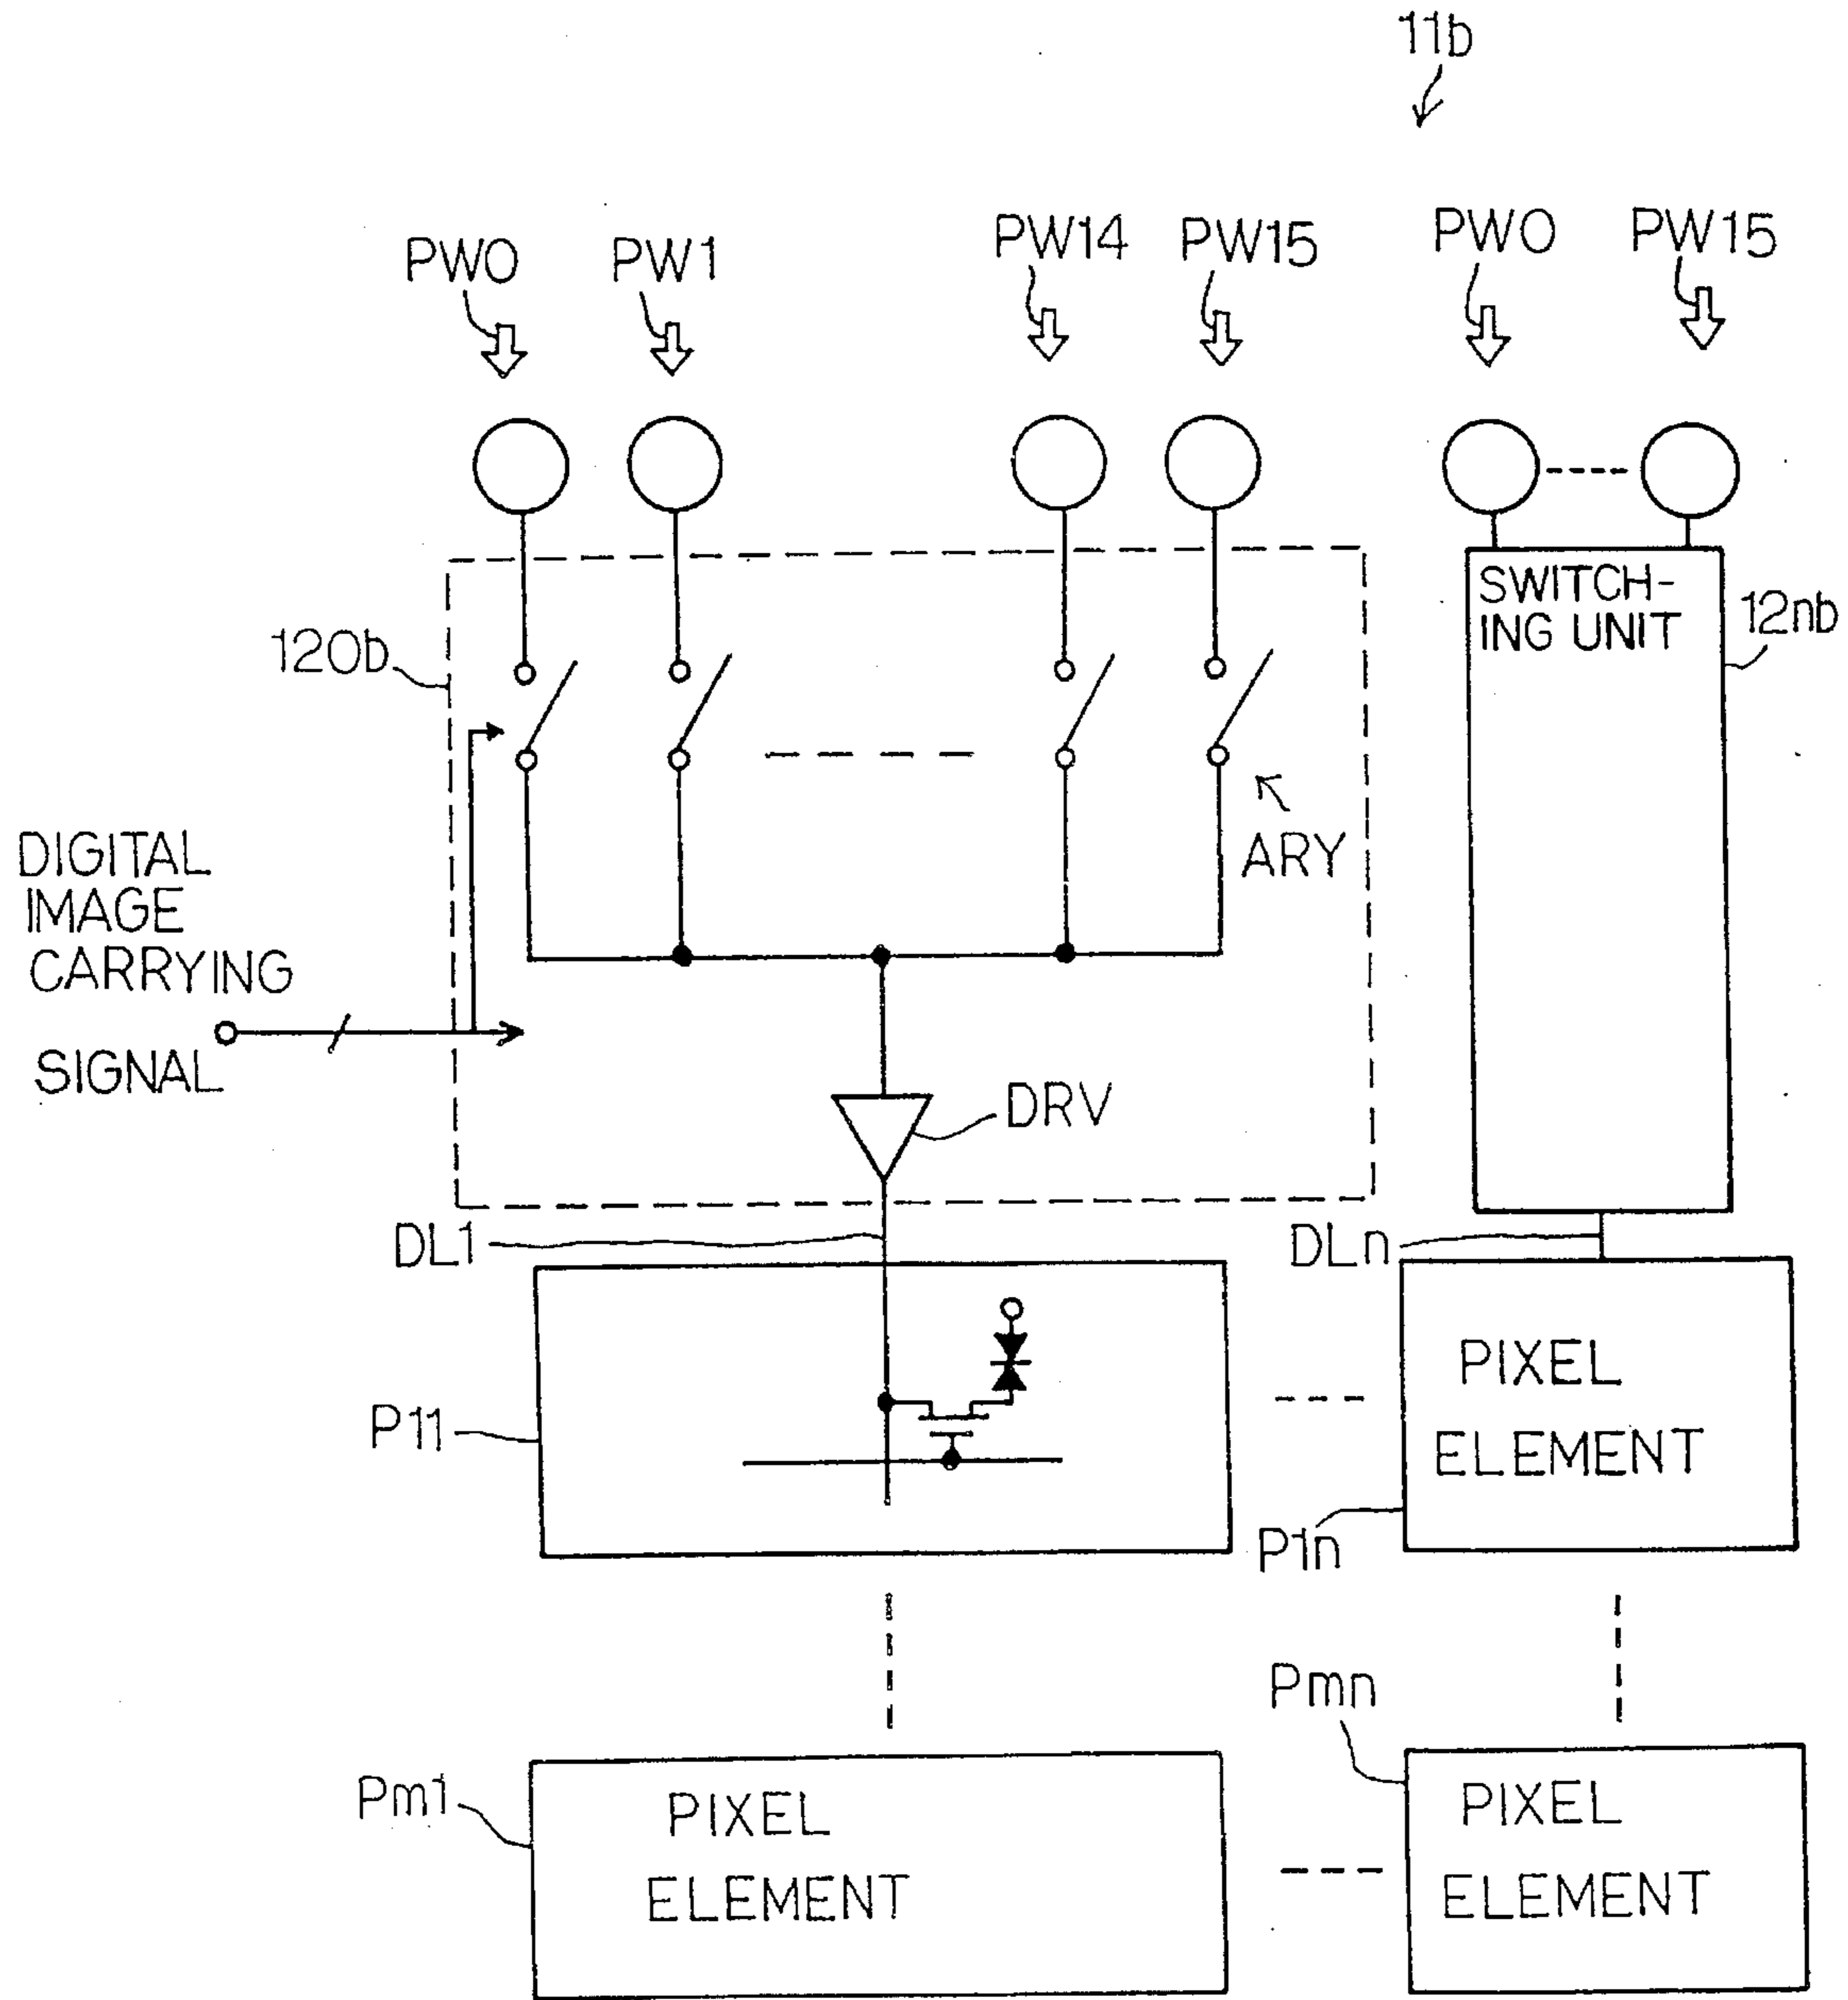 11b
PW0
PW1
PW14
PW15
PW0
PW15
120b
SWITCH-
ING UNIT
12nb
DIGITAL
IMAGE
CARRYING
SIGNAL
ARY
DRV
DL1
DLn
P11
PIXEL
ELEMENT
P1n
Pmn
Pm1
PIXEL
ELEMENT
PIXEL
ELEMENT